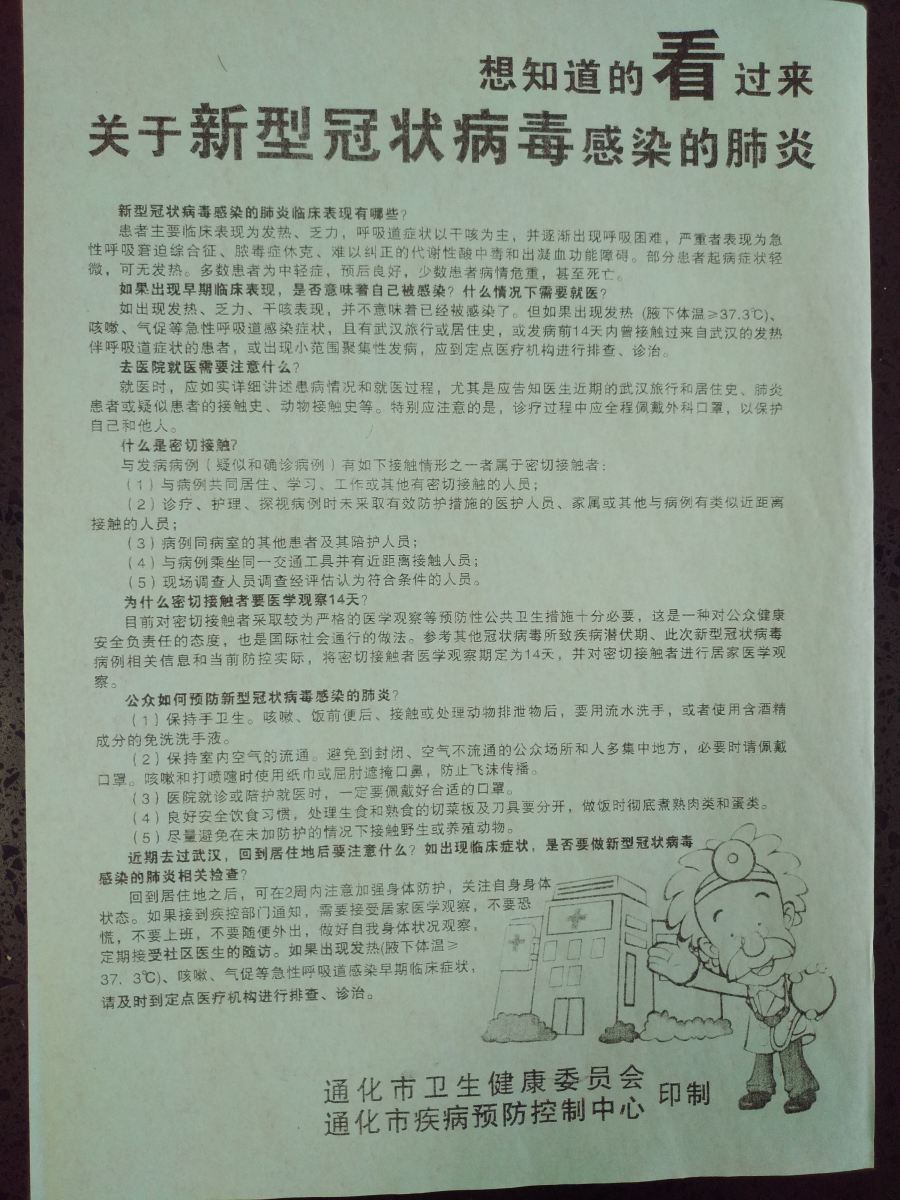 想知道的看过来
关于新型冠状病毒感染的肺炎
新型冠状病毒感染的肺炎临床表现有哪些？
患者主要临床表现为发热、乏力，呼吸道症状以干咳为主，并逐渐出现呼吸困难，严重者表现为急
性呼吸窘迫综合征、脓毒症休克、难以纠正的代谢性酸中毒和出凝血功能障碍。部分患者起病症状轻
微，可无发热。多数患者为中轻症，预后良好，少数患者病情危重，甚至死亡。
如果出现早期临床表现，是否意味着自己被感染？什么情况下需要就医？
如出现发热、乏力、干咳表现，并不意味着已经被感染了。但如果出现发热（腋下体温≥37.3℃）、
咳嗽、气促等急性呼吸道感染症状，且有武汉旅行或居住史，或发病前14天内曾接触过来自武汉的发热
伴呼吸道症状的患者，或出现小范围聚集性发病，应到定点医疗机构进行排查、诊治。
去医院就医需要注意什么？
就医时，应如实详细讲述患病情况和就医过程，尤其是应告知医生近期的武汉旅行和居住史、肺炎
患者或疑似患者的接触史、动物接触史等。特别应注意的是，诊疗过程中应全程佩戴外科口罩，以保护
自己和他人。
什么是密切接触？
与发病病例（疑似和确诊病例）有如下接触情形之一者属于密切接触者：
（1）与病例共同居住、学习、工作或其他有密切接触的人员；
（2）诊疗、护理、探视病例时未采取有效防护措施的医护人员、家属或其他与病例有类似近距离
接触的人员；
（3）病例同病室的其他患者及其陪护人员；
（4）与病例乘坐同一交通工具并有近距离接触人员；
（5）现场调查人员调查经评估认为符合条件的人员。
为什么密切接触者要医学观察14天？
目前对密切接触者采取较为严格的医学观察等预防性公共卫生措施十分必要，这是一种对公众健康
安全负责任的态度，也是国际社会通行的做法。参考其他冠状病毒所致疾病潜伏期、此次新型冠状病毒
病例相关信息和当前防控实际，将密切接触者医学观察期定为14天，并对密切接触者进行居家医学观
察。
公众如何预防新型冠状病毒感染的肺炎？
（1）保持手卫生。咳嗽、饭前便后、接触或处理动物排泄物后，要用流水洗手，或者使用含酒精
成分的免洗洗手液。
（2）保持室内空气的流通。避免到封闭、空气不流通的公众场所和人多集中地方，必要时请佩戴
口罩。咳嗽和打喷嚏时使用纸巾或屈肘遮掩口鼻，防止飞沫传播。
（3）医院就诊或陪护就医时，一定要佩戴好合适的口罩。
（4）良好安全饮食习惯，处理生食和熟食的切菜板及刀具要分开，做饭时彻底煮熟肉类和蛋类。
（5）尽量避免在未加防护的情况下接触野生或养殖动物。
近期去过武汉，回到居住地后要注意什么？如出现临床症状，是否要做新型冠状病毒
感染的肺炎相关检查？
回到居住地之后，可在2周内注意加强身体防护，关注自身身体
状态。如果接到疾控部门通知，需要接受居家医学观察，不要恐
慌，不要上班，不要随便外出，做好自我身体状况观察，
定期接受社区医生的随访。如果出现发热(腋下体温≥
37．3℃)、咳嗽、气促等急性呼吸道感染早期临床症状，
请及时到定点医疗机构进行排查、诊治。
通化市卫生健康委员会
通化市疾病预防控制中心 印制